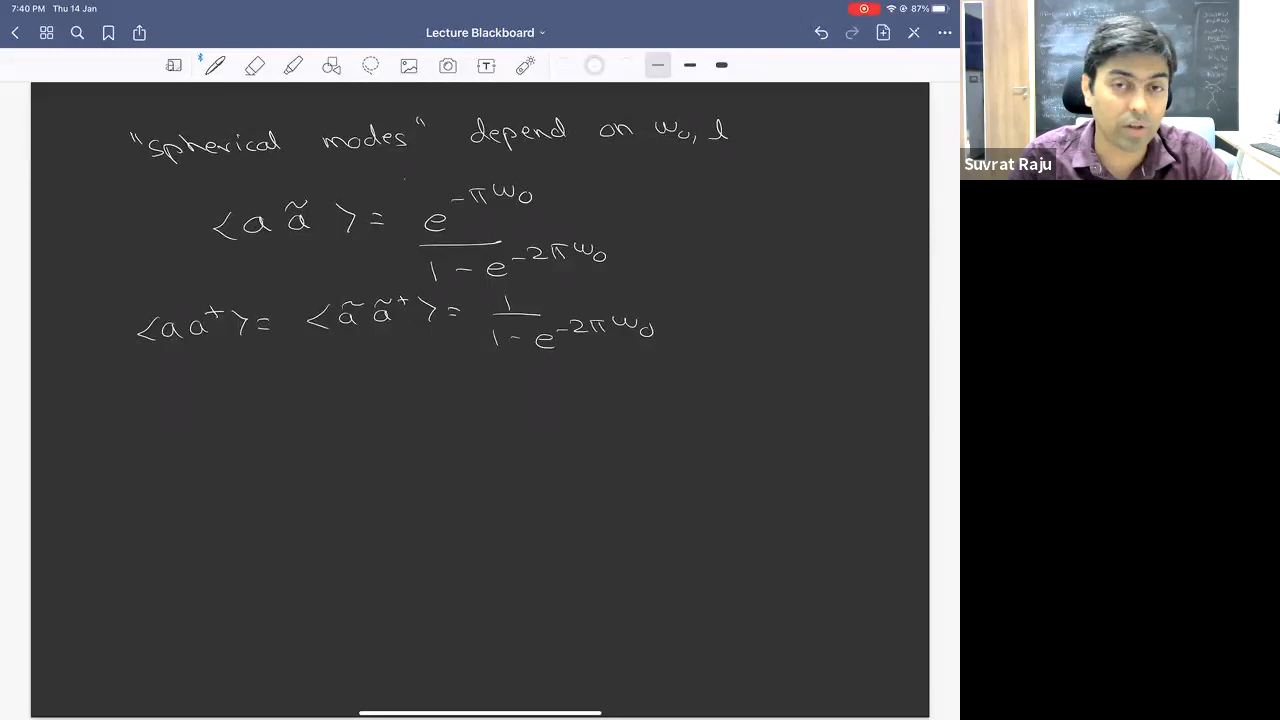 7:40 PM Thu 14 Jan
87%
Lecture Blackboard
T
"spherical modes" depend on ω₀, l
<a ã> = e^{-πω₀} / 1 - e^{-2πω₀}
<a a⁺> = <ã ã⁺> = 1 / 1 - e^{-2πω₀}
Suvrat Raju